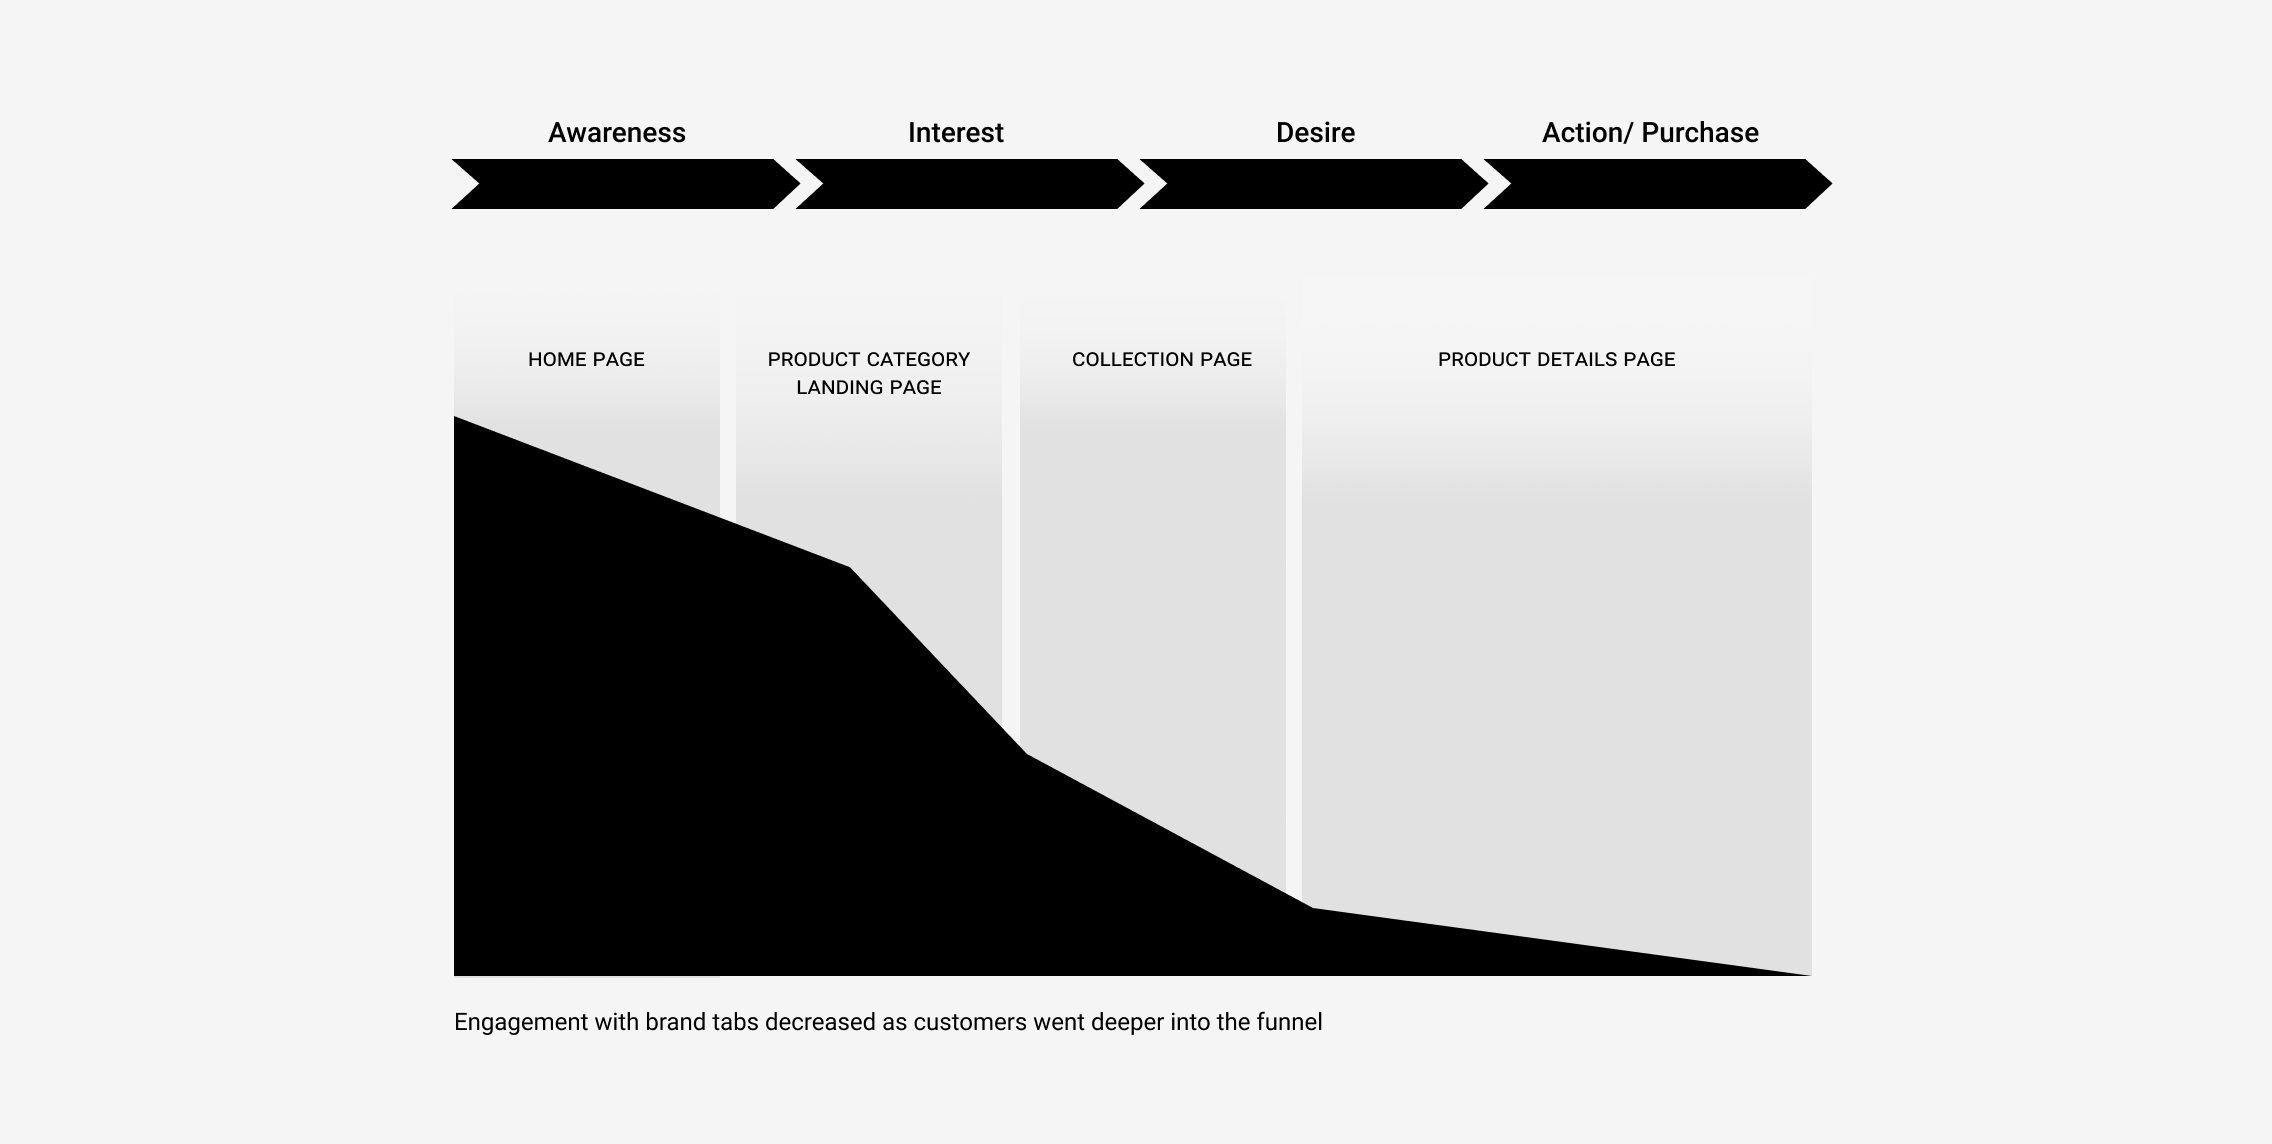 Awareness
Interest
Desire
Action/ Purchase
HOME PAGE
PRODUCT CATEGORY
LANDING PAGE
COLLECTION PAGE
PRODUCT DETAILS PAGE
Engagement with brand tabs decreased as customers went deeper into the funnel